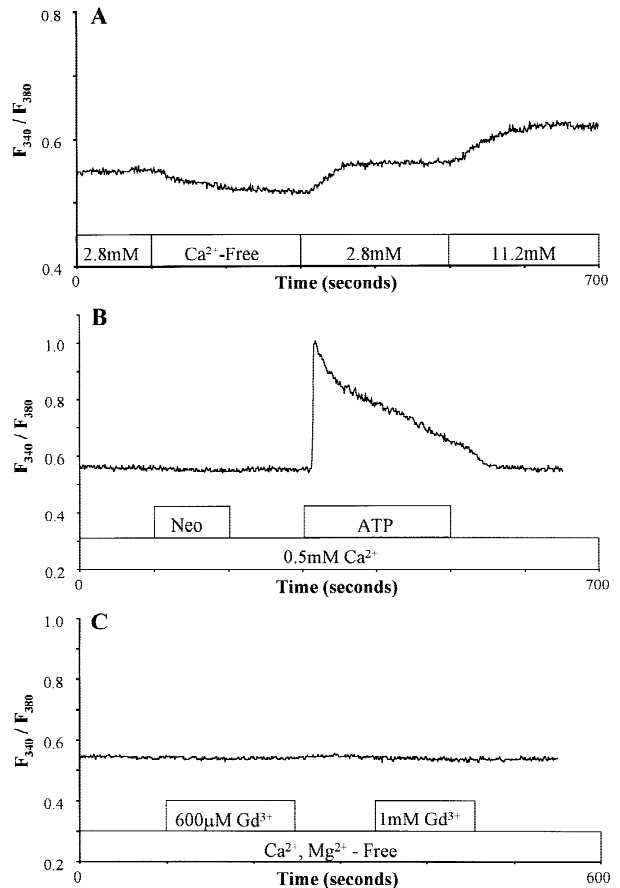 A
0.8
0.6
0.4
F340 / F380
2.8mM Ca²⁺-Free 2.8mM 11.2mM
0 Time (seconds) 700
B
1.0
0.8
0.6
0.4
0.2
F340 / F380
Neo ATP
0.5mM Ca²⁺
0 Time (seconds) 700
C
1.0
0.8
0.6
0.4
0.2
F340 / F380
600μM Gd³⁺ 1mM Gd³⁺
Ca²⁺, Mg²⁺ - Free
0 Time (seconds) 600